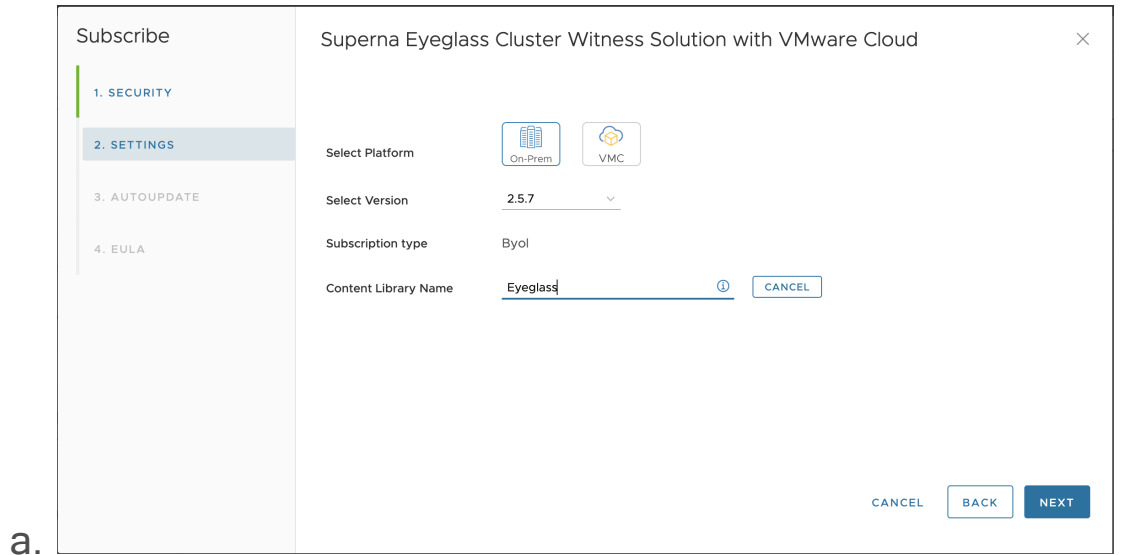 Subscribe
1. SECURITY
2. SETTINGS
3. AUTOUPDATE
4. EULA
Superna Eyeglass Cluster Witness Solution with VMware Cloud
Select Platform
On-Prem
VMC
Select Version
2.5.7
Subscription type
Byol
Content Library Name
Eyeglass
CANCEL
CANCEL
BACK
NEXT
a.